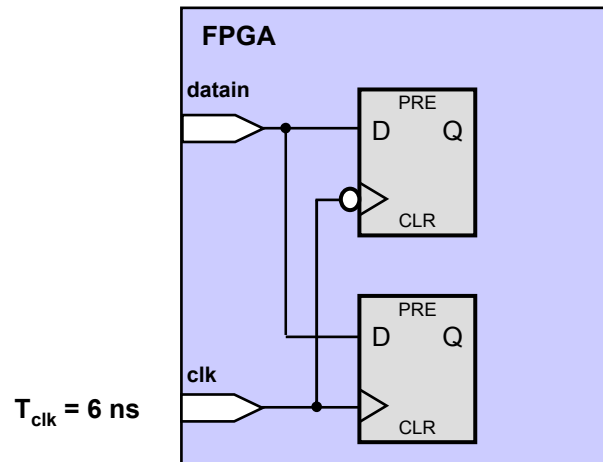 FPGA
datain
PRE
D Q
CLR
PRE
D Q
clk
CLR
T_clk = 6 ns